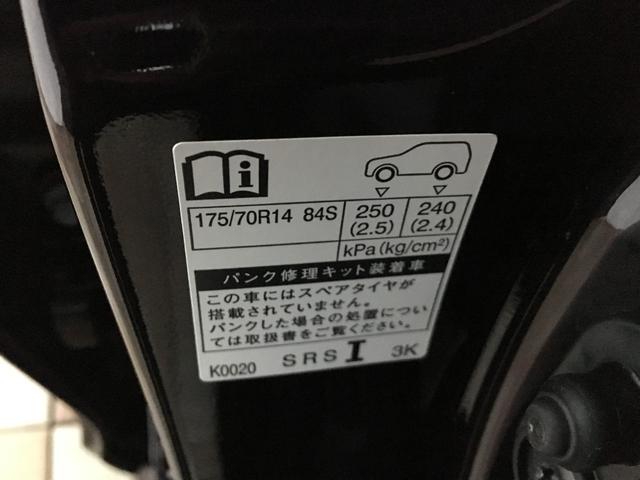 175/70R14 84S 250 240
(2.5) (2.4)
kPa(kg/cm²)
パンク修理キット装着車
この車にはスペアタイヤが
搭載されていません。
パンクした場合の処置につい
ては取扱書をご覧ください。
K0020 SRS I 3K